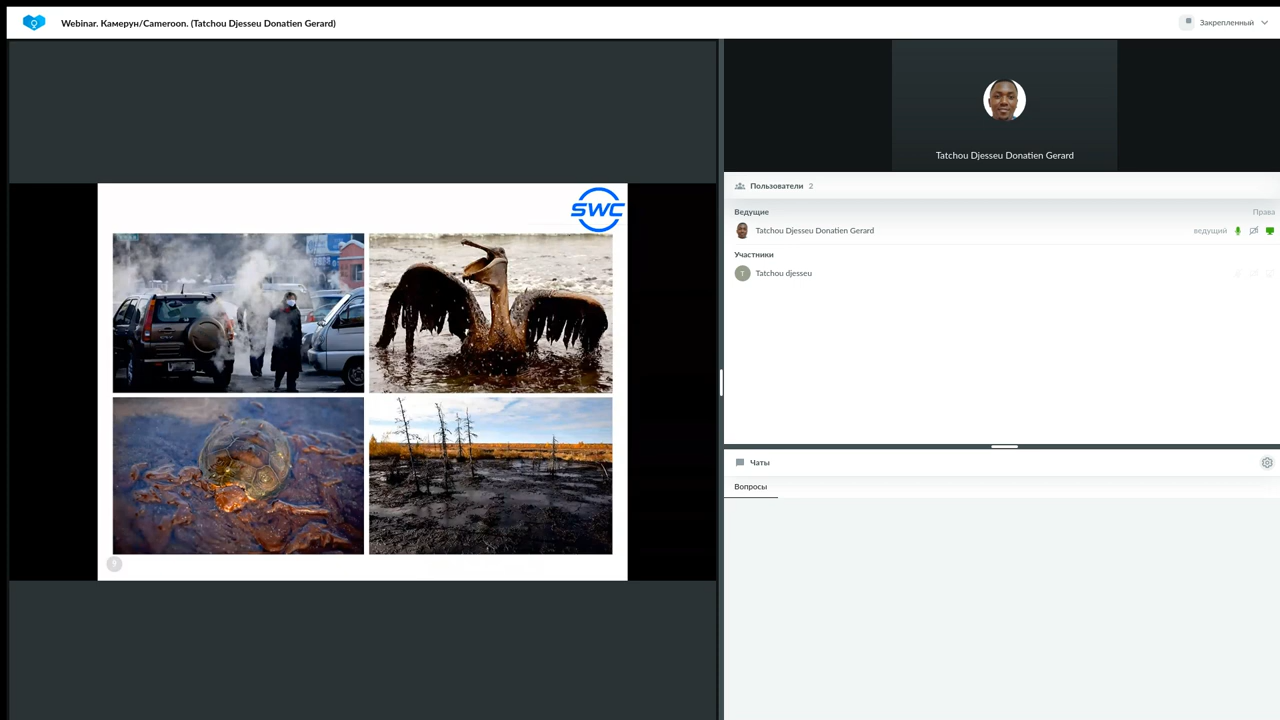 Webinar. Камерун/Cameroon. (Tatchou Djesseu Donatien Gerard)
Закрепленный
SWC
Tatchou Djesseu Donatien Gerard
Пользователи 2
Ведущие Права
Tatchou Djesseu Donatien Gerard ведущий
Участники
T Tatchou djesseu
Чаты
Вопросы